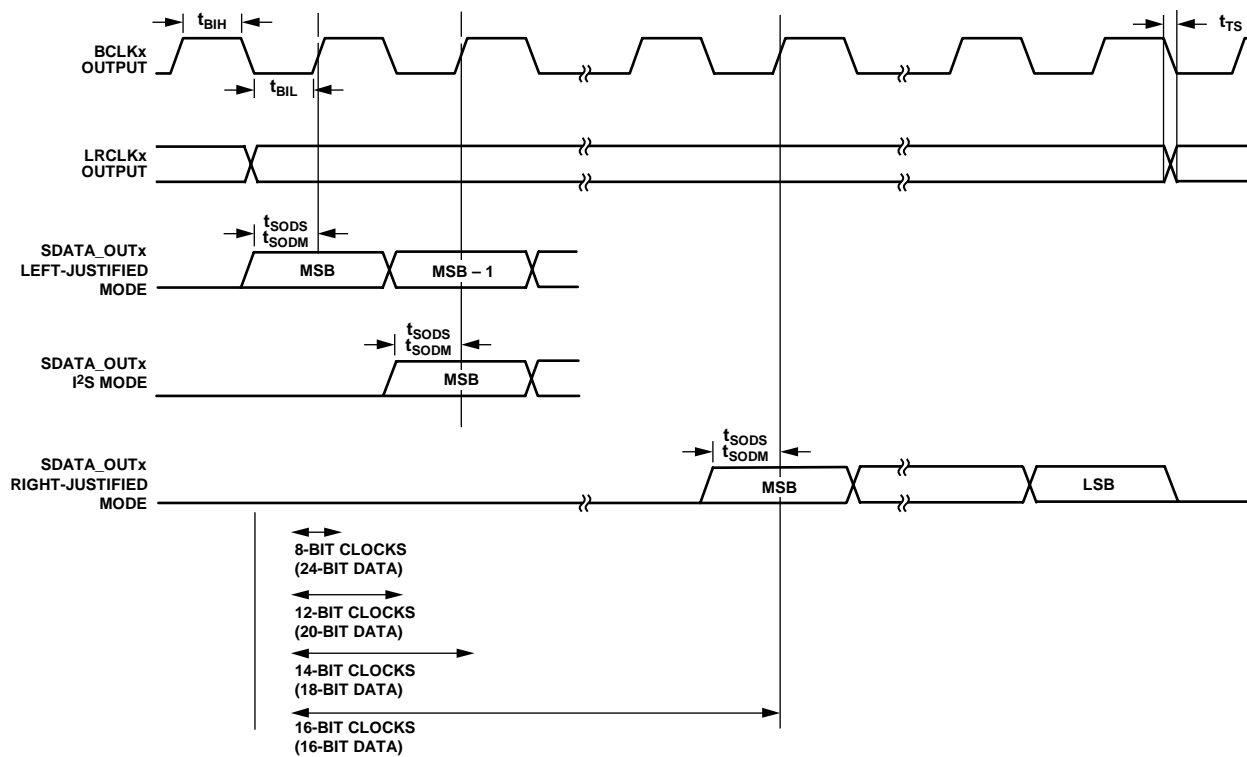 tBIH
tTS
BCLKx
OUTPUT
tBIL
LRCLKx
OUTPUT
tSODS
tSODM
SDATA_OUTx
LEFT-JUSTIFIED
MODE
MSB
MSB – 1
tSODS
tSODM
SDATA_OUTx
I2S MODE
MSB
tSODS
tSODM
SDATA_OUTx
RIGHT-JUSTIFIED
MODE
MSB
LSB
8-BIT CLOCKS
(24-BIT DATA)
12-BIT CLOCKS
(20-BIT DATA)
14-BIT CLOCKS
(18-BIT DATA)
16-BIT CLOCKS
(16-BIT DATA)